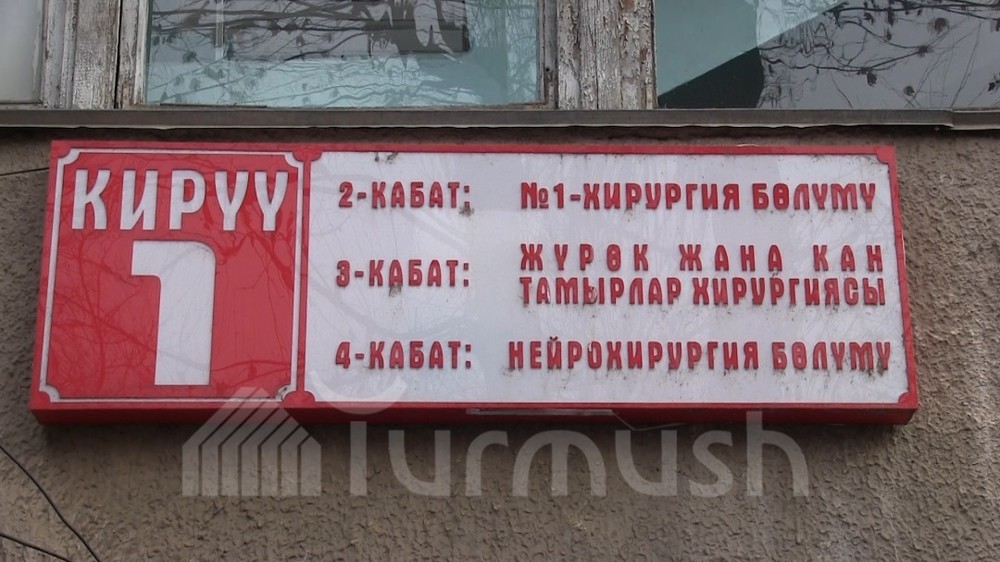 КИРҮҮ
1
2-КАБАТ: №1-ХИРУРГИЯ БӨЛҮМҮ
3-КАБАТ: ЖҮРӨК ЖАНА КАН
ТАМЫРЛАР ХИРУРГИЯСЫ
4-КАБАТ: НЕЙРОХИРУРГИЯ БӨЛҮМҮ
Turmush